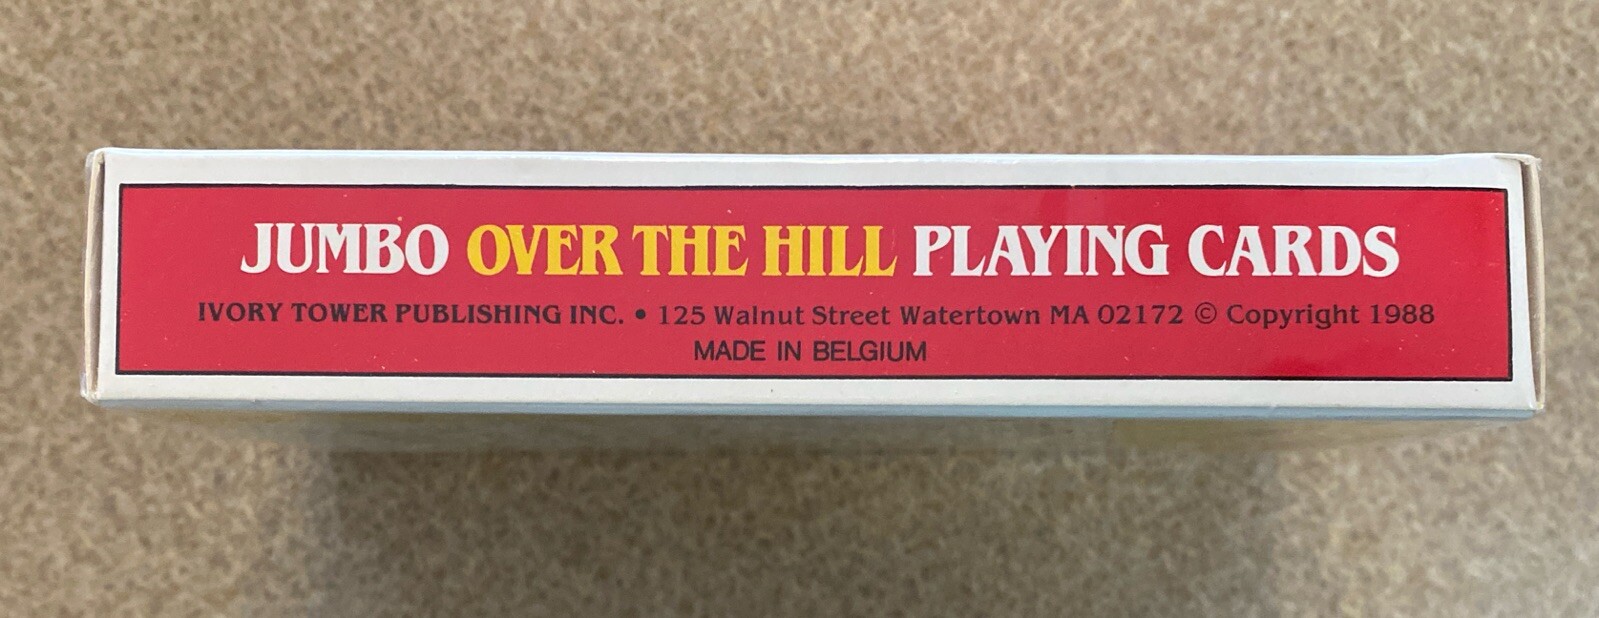 JUMBO OVER THE HILL PLAYING CARDS
IVORY TOWER PUBLISHING INC. • 125 Walnut Street Watertown MA 02172 © Copyright 1988
MADE IN BELGIUM